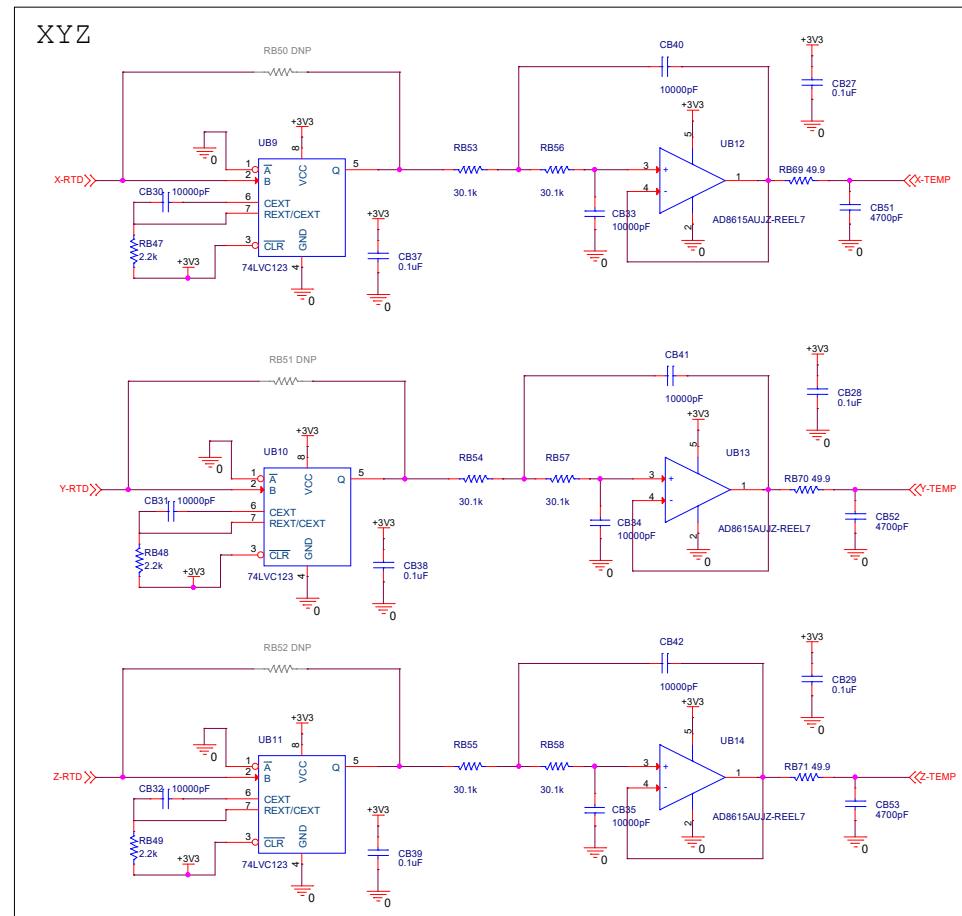 XYZ
RB50 DNP
CB40
10000pF
+3V3
CB27
0.1uF
0
+3V3
UB9
8
VCC
0
1
A
2
B
Q
5
X-RTD
CB30
10000pF
6
CEXT
7
REXT/CEXT
RB47
2.2k
3
CLR
GND
4
+3V3
74LVC123
0
+3V3
CB37
0.1uF
0
RB53
30.1k
RB56
30.1k
CB33
10000pF
0
+3V3
5
UB12
3
+
4
-
1
2
AD8615AUJZ-REEL7
0
RB69 49.9
X-TEMP
CB51
4700pF
0
RB51 DNP
CB41
10000pF
+3V3
CB28
0.1uF
0
+3V3
UB10
8
VCC
0
1
A
2
B
Q
5
Y-RTD
CB31
10000pF
6
CEXT
7
REXT/CEXT
RB48
2.2k
3
CLR
GND
4
+3V3
74LVC123
0
+3V3
CB38
0.1uF
0
RB54
30.1k
RB57
30.1k
CB34
10000pF
0
+3V3
5
UB13
3
+
4
-
1
2
AD8615AUJZ-REEL7
0
RB70 49.9
Y-TEMP
CB52
4700pF
0
RB52 DNP
CB42
10000pF
+3V3
CB29
0.1uF
0
+3V3
UB11
8
VCC
0
1
A
2
B
Q
5
Z-RTD
CB32
10000pF
6
CEXT
7
REXT/CEXT
RB49
2.2k
3
CLR
GND
4
+3V3
74LVC123
0
+3V3
CB39
0.1uF
0
RB55
30.1k
RB58
30.1k
CB35
10000pF
0
+3V3
5
UB14
3
+
4
-
1
2
AD8615AUJZ-REEL7
0
RB71 49.9
Z-TEMP
CB53
4700pF
0